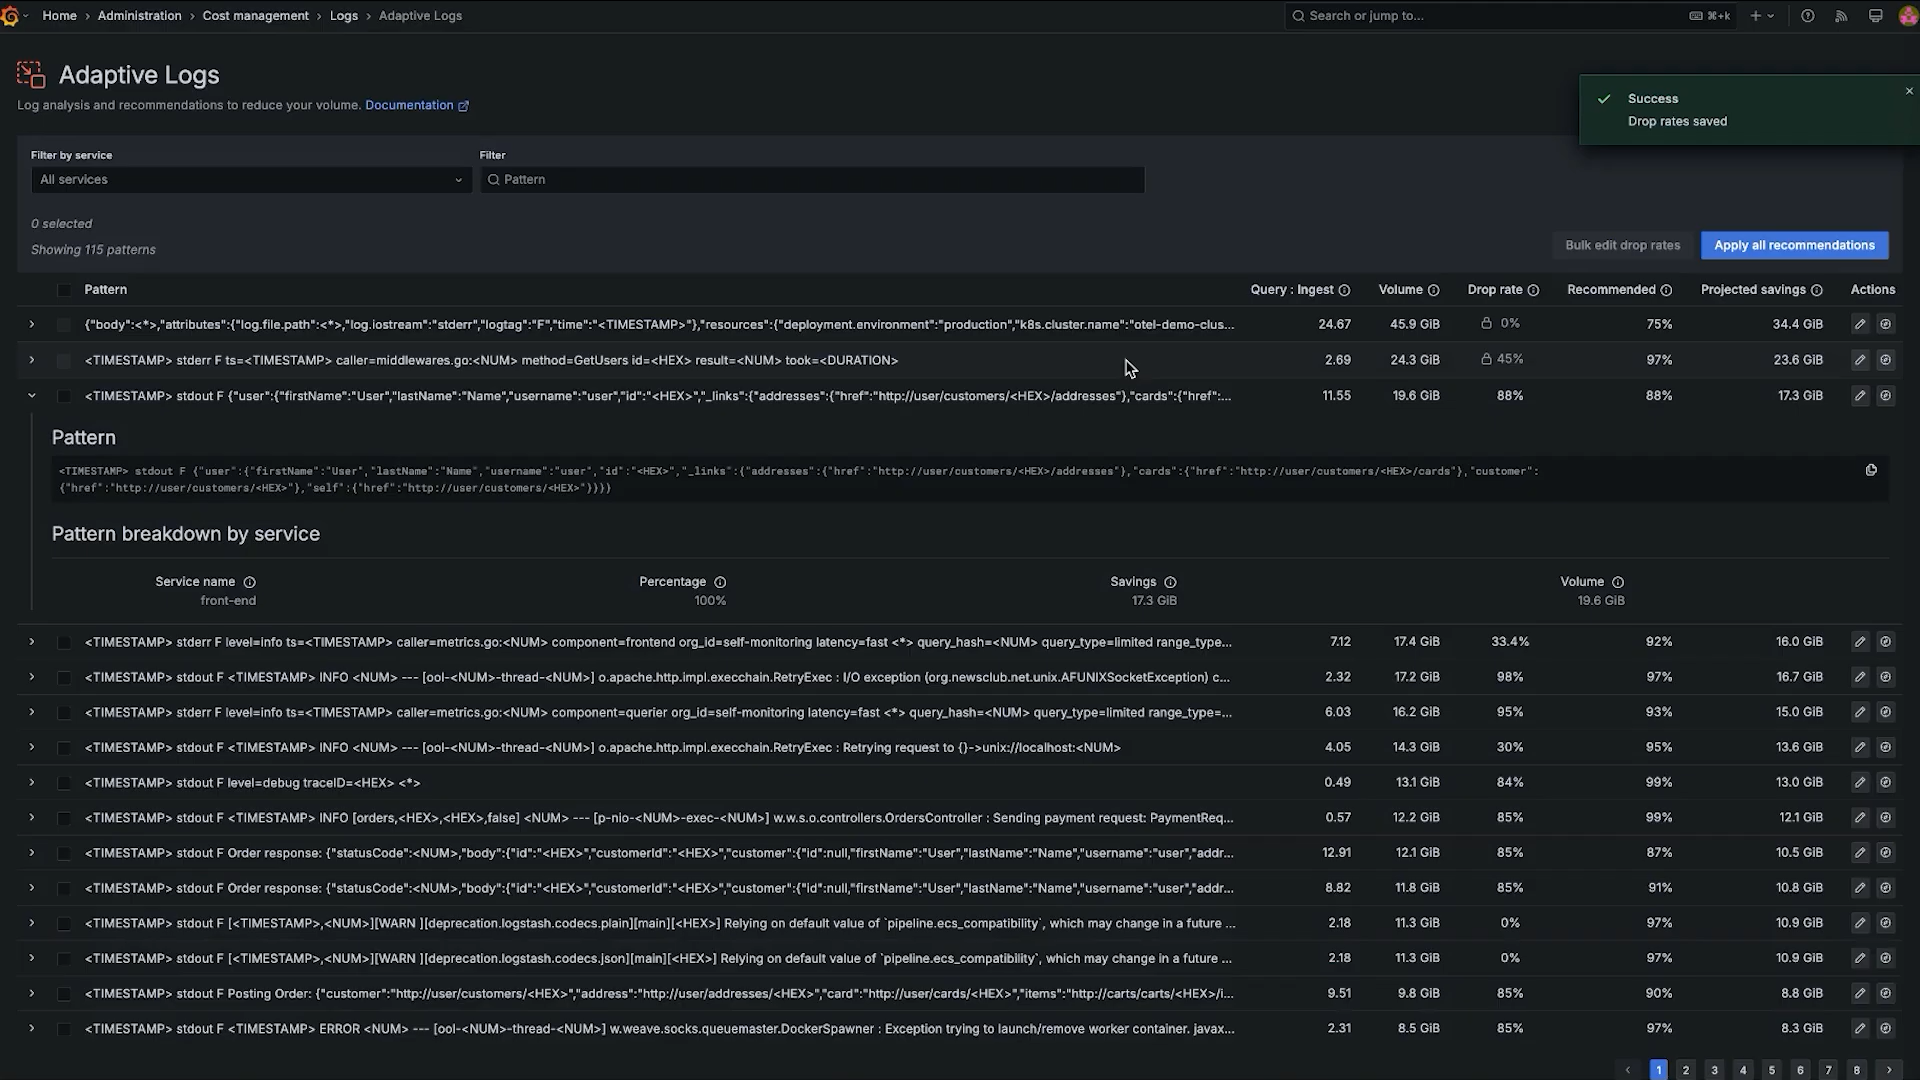 Home › Administration › Cost management › Logs › Adaptive Logs
Search or jump to... ⌘+k
Adaptive Logs
Log analysis and recommendations to reduce your volume. Documentation
Success
Drop rates saved
Filter by service Filter
All services Pattern
0 selected
Showing 115 patterns
Bulk edit drop rates Apply all recommendations
Pattern Query : Ingest Volume Drop rate Recommended Projected savings Actions
{"body":<*>,"attributes":{"log.file.path":<*>,"log.iostream":"stderr","logtag":"F","time":"<TIMESTAMP>"},"resources":{"deployment.environment":"production","k8s.cluster.name":"otel-demo-clus... 24.67 45.9 GiB 0% 75% 34.4 GiB
<TIMESTAMP> stderr F ts=<TIMESTAMP> caller=middlewares.go:<NUM> method=GetUsers id=<HEX> result=<NUM> took=<DURATION> 2.69 24.3 GiB 45% 97% 23.6 GiB
<TIMESTAMP> stdout F {"user":{"firstName":"User","lastName":"Name","username":"user","id":"<HEX>","_links":{"addresses":{"href":"http://user/customers/<HEX>/addresses"},"cards":{"href":... 11.55 19.6 GiB 88% 88% 17.3 GiB
Pattern
<TIMESTAMP> stdout F {"user":{"firstName":"User","lastName":"Name","username":"user","id":"<HEX>","_links":{"addresses":{"href":"http://user/customers/<HEX>/addresses"},"cards":{"href":"http://user/customers/<HEX>/cards"},"customer":
{"href":"http://user/customers/<HEX>"},"self":{"href":"http://user/customers/<HEX>"}}}}
Pattern breakdown by service
Service name Percentage Savings Volume
front-end 100% 17.3 GiB 19.6 GiB
<TIMESTAMP> stderr F level=info ts=<TIMESTAMP> caller=metrics.go:<NUM> component=frontend org_id=self-monitoring latency=fast <*> query_hash=<NUM> query_type=limited range_type... 7.12 17.4 GiB 33.4% 92% 16.0 GiB
<TIMESTAMP> stdout F <TIMESTAMP> INFO <NUM> --- [ool-<NUM>-thread-<NUM>] o.apache.http.impl.execchain.RetryExec : I/O exception (org.newsclub.net.unix.AFUNIXSocketException) c... 2.32 17.2 GiB 98% 97% 16.7 GiB
<TIMESTAMP> stderr F level=info ts=<TIMESTAMP> caller=metrics.go:<NUM> component=querier org_id=self-monitoring latency=fast <*> query_hash=<NUM> query_type=limited range_type=... 6.03 16.2 GiB 95% 93% 15.0 GiB
<TIMESTAMP> stdout F <TIMESTAMP> INFO <NUM> --- [ool-<NUM>-thread-<NUM>] o.apache.http.impl.execchain.RetryExec : Retrying request to {}->unix://localhost:<NUM> 4.05 14.3 GiB 30% 95% 13.6 GiB
<TIMESTAMP> stdout F level=debug traceID=<HEX> <*> 0.49 13.1 GiB 84% 99% 13.0 GiB
<TIMESTAMP> stdout F <TIMESTAMP> INFO [orders,<HEX>,<HEX>,false] <NUM> --- [p-nio-<NUM>-exec-<NUM>] w.w.s.o.controllers.OrdersController : Sending payment request: PaymentReq... 0.57 12.2 GiB 85% 99% 12.1 GiB
<TIMESTAMP> stdout F Order response: {"statusCode":<NUM>,"body":{"id":"<HEX>","customerId":"<HEX>","customer":{"id":null,"firstName":"User","lastName":"Name","username":"user","addr... 12.91 12.1 GiB 85% 87% 10.5 GiB
<TIMESTAMP> stdout F Order response: {"statusCode":<NUM>,"body":{"id":"<HEX>","customerId":"<HEX>","customer":{"id":null,"firstName":"User","lastName":"Name","username":"user","addr... 8.82 11.8 GiB 85% 91% 10.8 GiB
<TIMESTAMP> stdout F [<TIMESTAMP>,<NUM>][WARN ][deprecation.logstash.codecs.plain][main][<HEX>] Relying on default value of `pipeline.ecs_compatibility`, which may change in a future ... 2.18 11.3 GiB 0% 97% 10.9 GiB
<TIMESTAMP> stdout F [<TIMESTAMP>,<NUM>][WARN ][deprecation.logstash.codecs.json][main][<HEX>] Relying on default value of `pipeline.ecs_compatibility`, which may change in a future ... 2.18 11.3 GiB 0% 97% 10.9 GiB
<TIMESTAMP> stdout F Posting Order: {"customer":"http://user/customers/<HEX>","address":"http://user/addresses/<HEX>","card":"http://user/cards/<HEX>","items":"http://carts/carts/<HEX>/i... 9.51 9.8 GiB 85% 90% 8.8 GiB
<TIMESTAMP> stdout F <TIMESTAMP> ERROR <NUM> --- [ool-<NUM>-thread-<NUM>] w.weave.socks.queuemaster.DockerSpawner : Exception trying to launch/remove worker container. javax... 2.31 8.5 GiB 85% 97% 8.3 GiB
‹ 1 2 3 4 5 6 7 8 ›